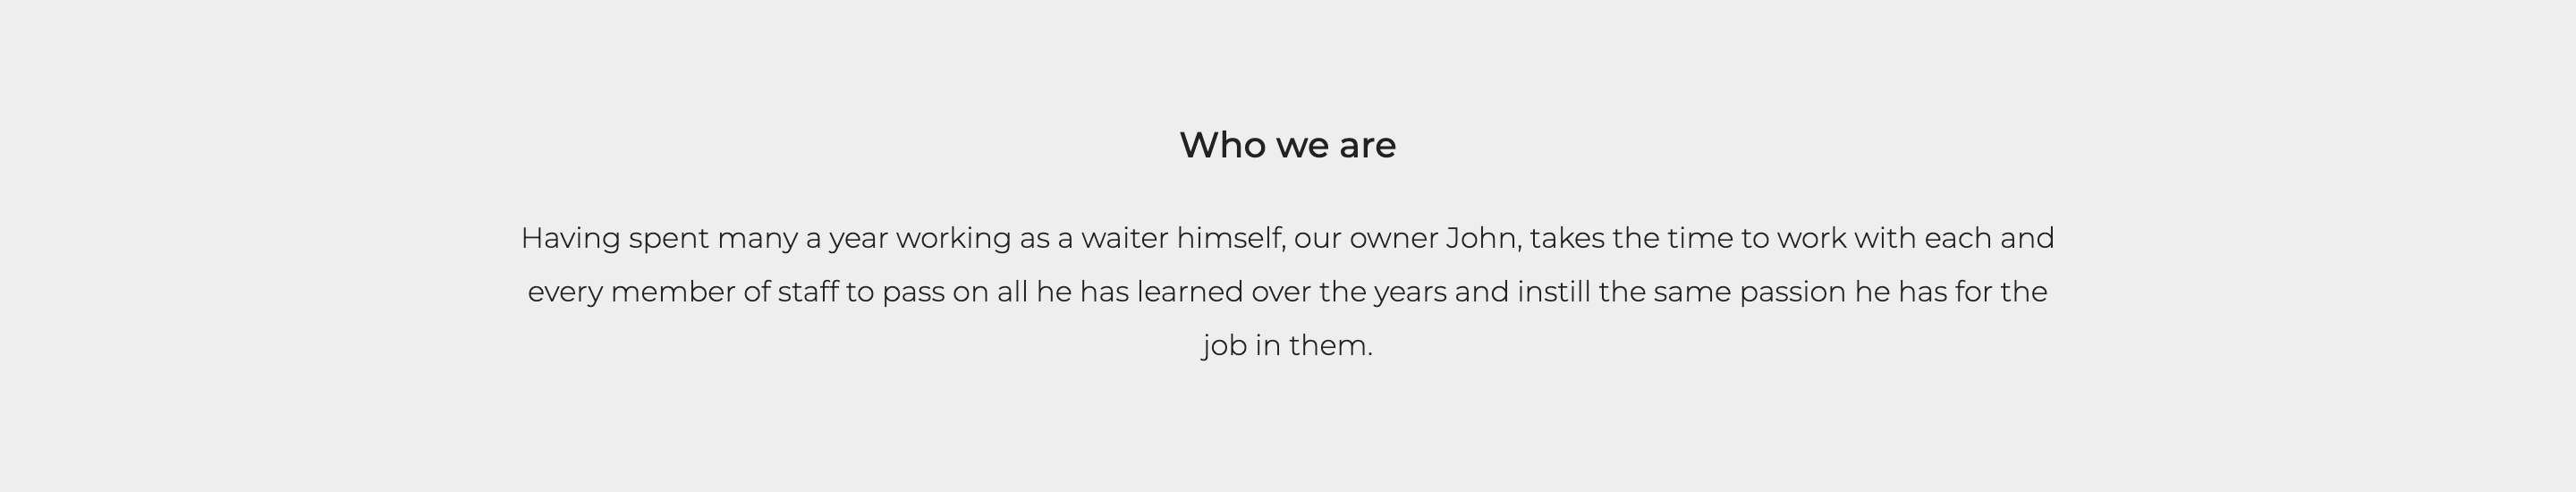 Who we are
Having spent many a year working as a waiter himself, our owner John, takes the time to work with each and
every member of staff to pass on all he has learned over the years and instill the same passion he has for the
job in them.